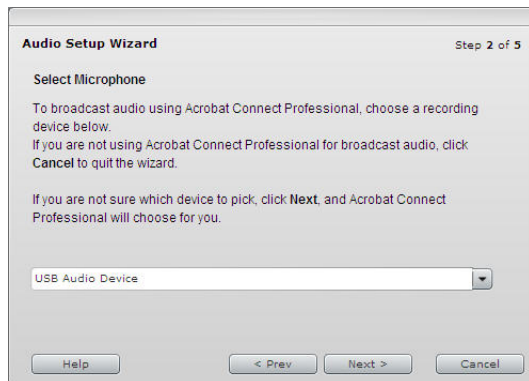 Audio Setup Wizard Step 2 of 5
Select Microphone
To broadcast audio using Acrobat Connect Professional, choose a recording
device below.
If you are not using Acrobat Connect Professional for broadcast audio, click
Cancel to quit the wizard.
If you are not sure which device to pick, click Next, and Acrobat Connect
Professional will choose for you.
USB Audio Device
Help < Prev Next > Cancel